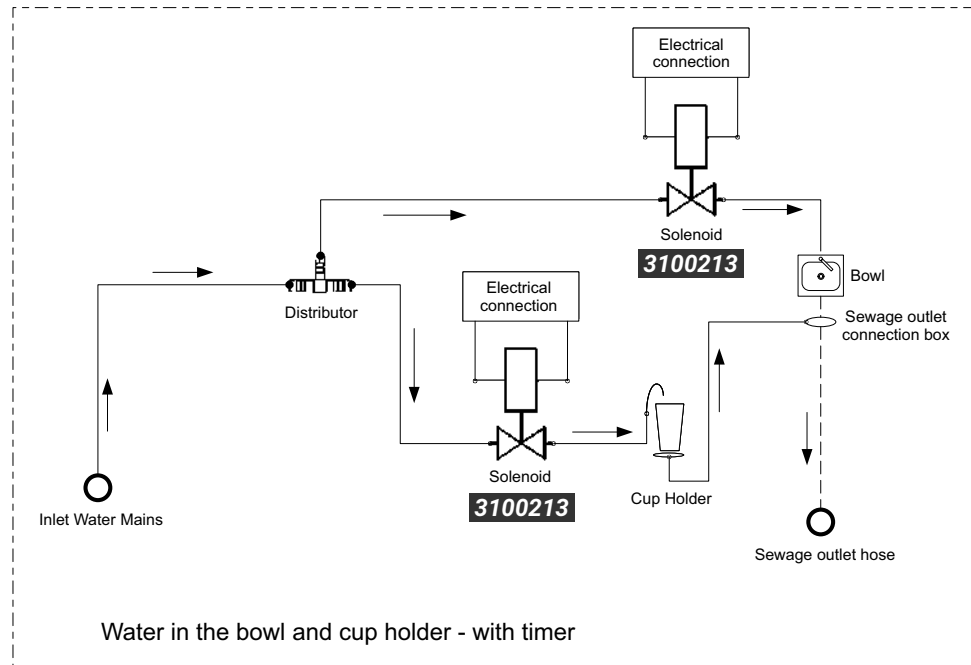 Electrical
connection
Solenoid
3100213
Bowl
Distributor
Electrical
connection
Sewage outlet
connection box
Solenoid
3100213
Cup Holder
Inlet Water Mains
Sewage outlet hose
Water in the bowl and cup holder - with timer